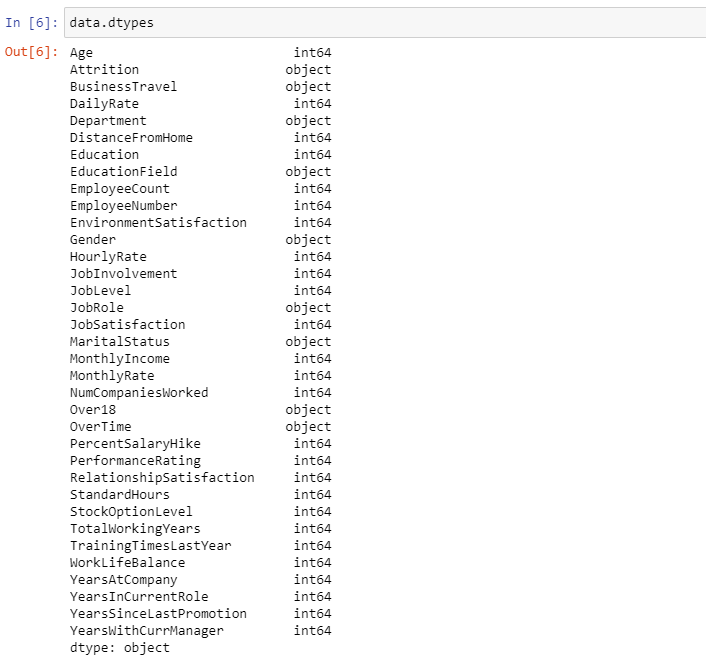 In [6]: data.dtypes
Out[6]: Age int64
Attrition object
BusinessTravel object
DailyRate int64
Department object
DistanceFromHome int64
Education int64
EducationField object
EmployeeCount int64
EmployeeNumber int64
EnvironmentSatisfaction int64
Gender object
HourlyRate int64
JobInvolvement int64
JobLevel int64
JobRole object
JobSatisfaction int64
MaritalStatus object
MonthlyIncome int64
MonthlyRate int64
NumCompaniesWorked int64
Over18 object
OverTime object
PercentSalaryHike int64
PerformanceRating int64
RelationshipSatisfaction int64
StandardHours int64
StockOptionLevel int64
TotalWorkingYears int64
TrainingTimesLastYear int64
WorkLifeBalance int64
YearsAtCompany int64
YearsInCurrentRole int64
YearsSinceLastPromotion int64
YearsWithCurrManager int64
dtype: object